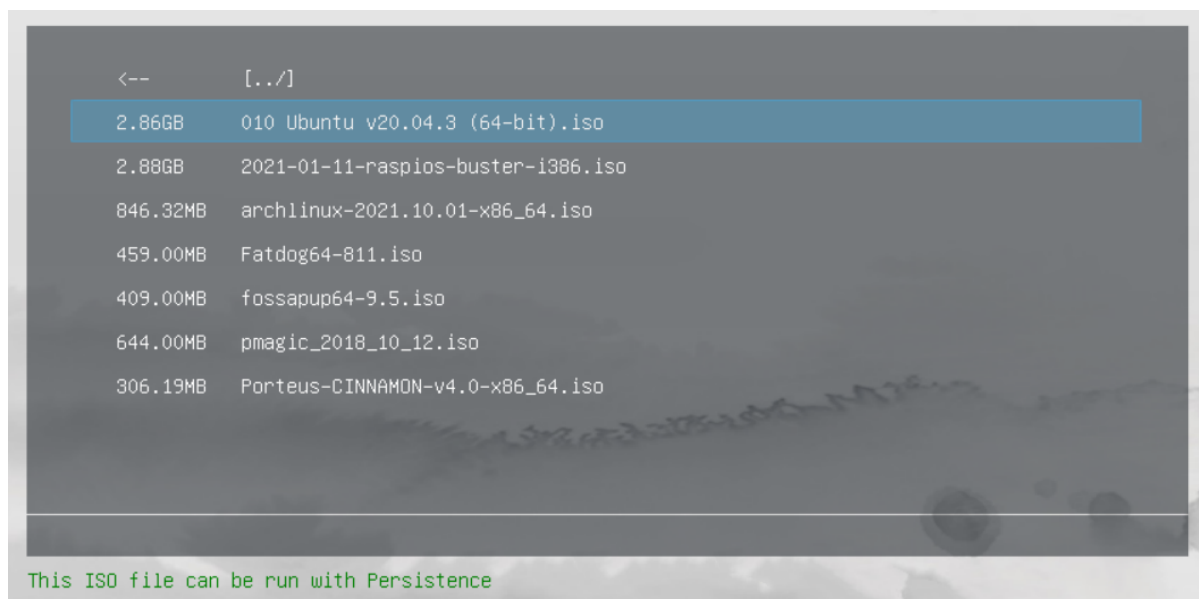 <-- [../]
2.86GB 010 Ubuntu v20.04.3 (64-bit).iso
2.88GB 2021-01-11-raspios-buster-i386.iso
846.32MB archlinux-2021.10.01-x86_64.iso
459.00MB Fatdog64-811.iso
409.00MB fossapup64-9.5.iso
644.00MB pmagic_2018_10_12.iso
306.19MB Porteus-CINNAMON-v4.0-x86_64.iso
This ISO file can be run with Persistence